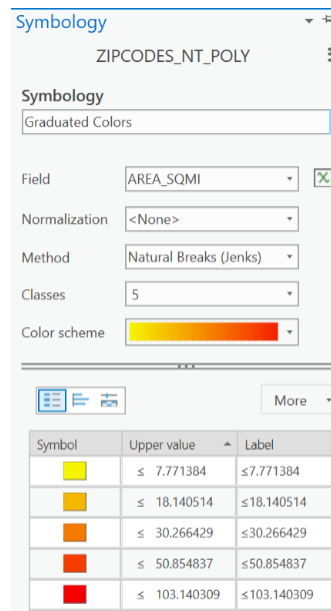 Symbology
ZIPCODES_NT_POLY
Symbology
Graduated Colors
Field AREA_SQMI
Normalization <None>
Method Natural Breaks (Jenks)
Classes 5
Color scheme
More
Symbol Upper value Label
≤ 7.771384 ≤7.771384
≤ 18.140514 ≤18.140514
≤ 30.266429 ≤30.266429
≤ 50.854837 ≤50.854837
≤ 103.140309 ≤103.140309